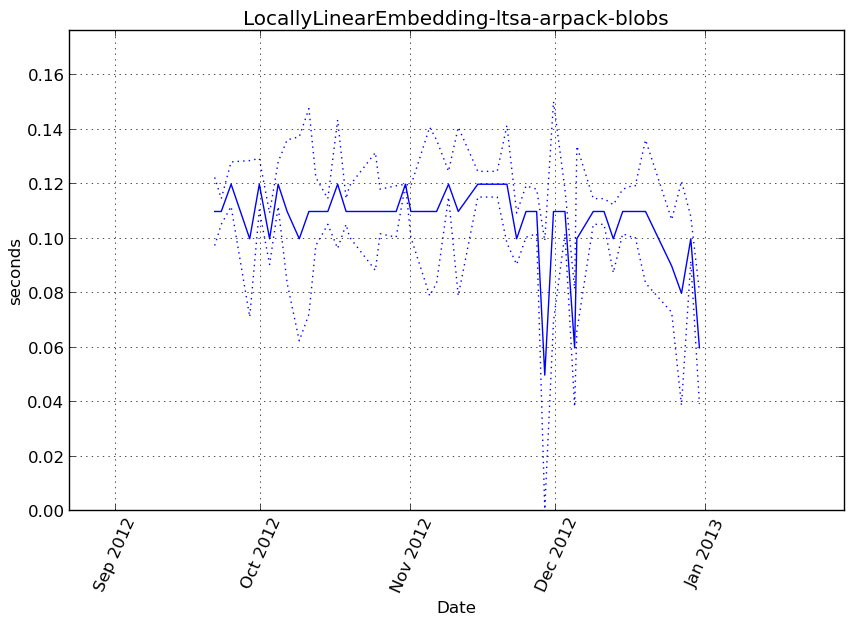 LocallyLinearEmbedding-ltsa-arpack-blobs
0.16
0.14
0.12
0.10
0.08
0.06
0.04
0.02
0.00
seconds
Sep 2012
Oct 2012
Nov 2012
Dec 2012
Jan 2013
Date